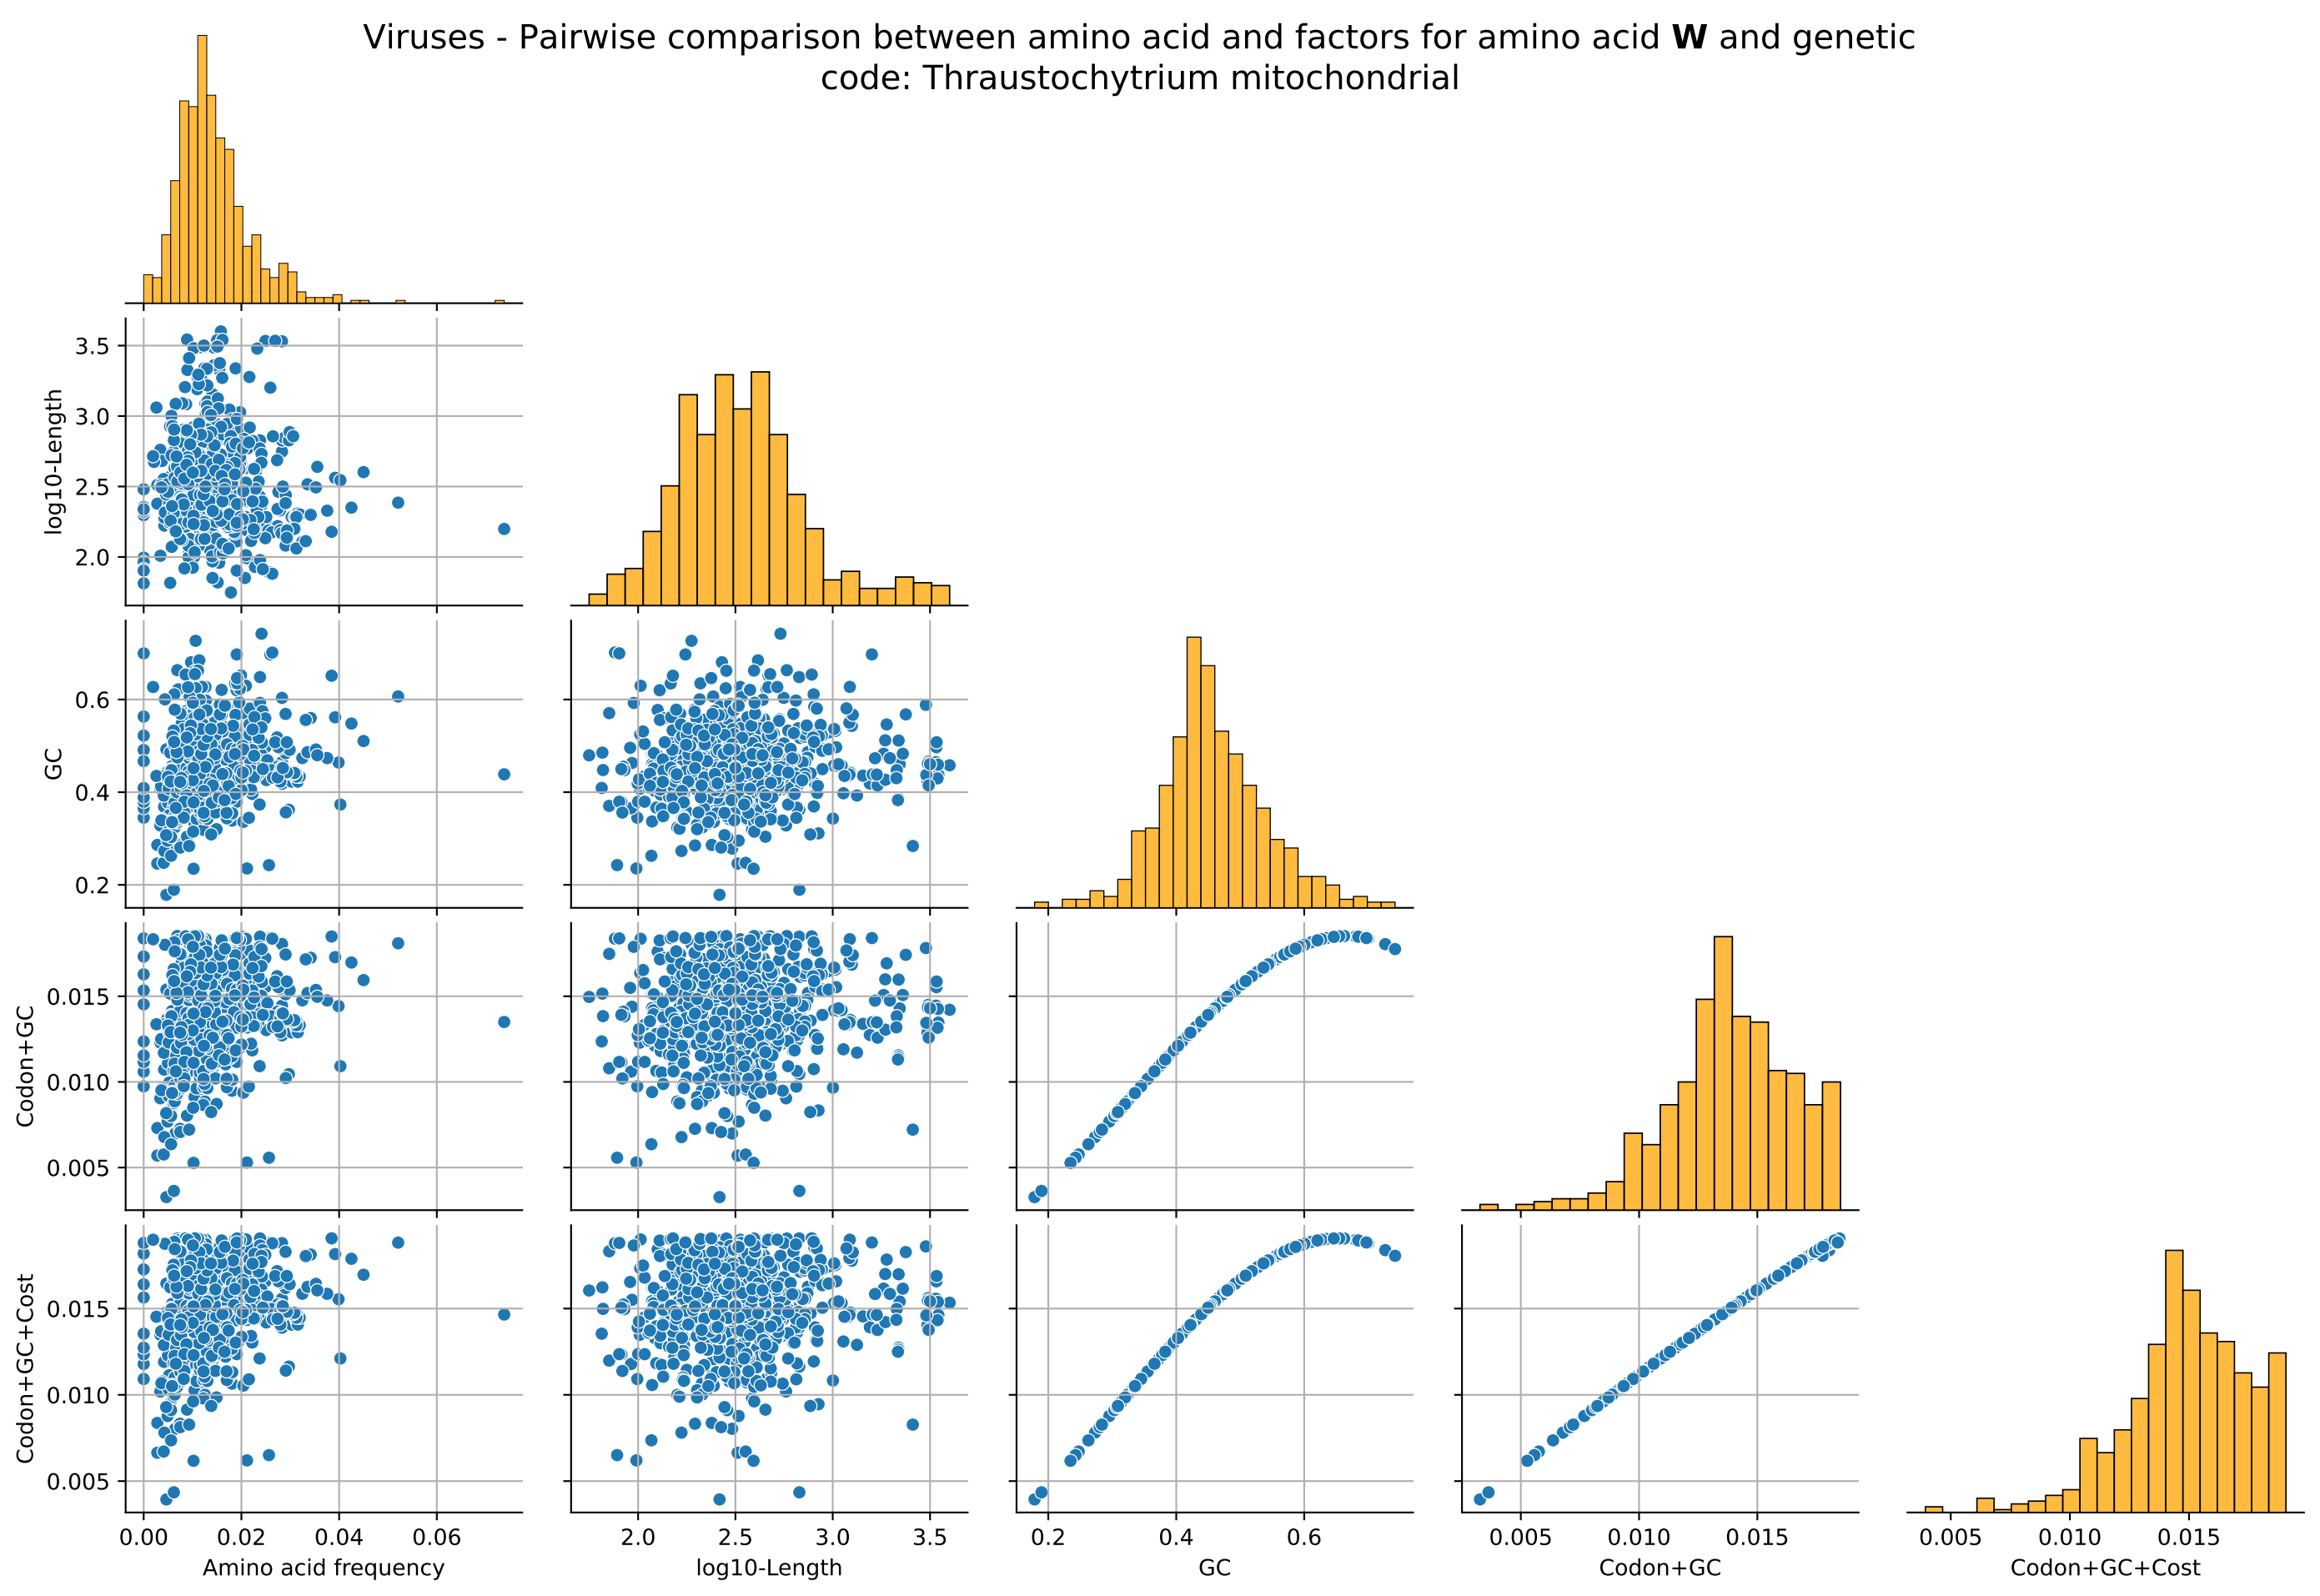 Viruses - Pairwise comparison between amino acid and factors for amino acid W and genetic
code: Thraustochytrium mitochondrial
3.5
3.0
2.5
2.0
log10-Length
0.6
0.4
0.2
GC
0.015
0.010
0.005
Codon+GC
0.015
0.010
0.005
Codon+GC+Cost
0.00 0.02 0.04 0.06
2.0 2.5 3.0 3.5
0.2 0.4 0.6
0.005 0.010 0.015
0.005 0.010 0.015
Amino acid frequency
log10-Length
GC
Codon+GC
Codon+GC+Cost